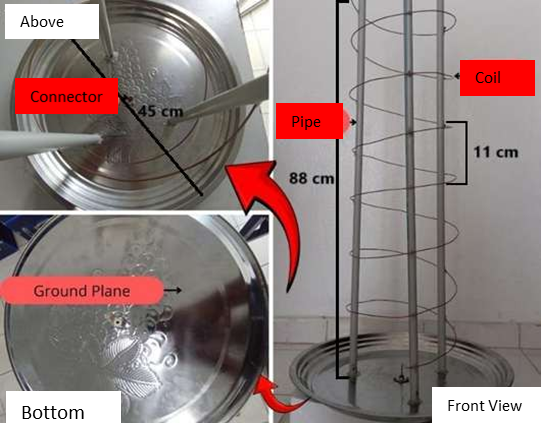 Above
Connector
45 cm
Ground Plane
Bottom
Coil
Pipe
11 cm
88 cm
Front View